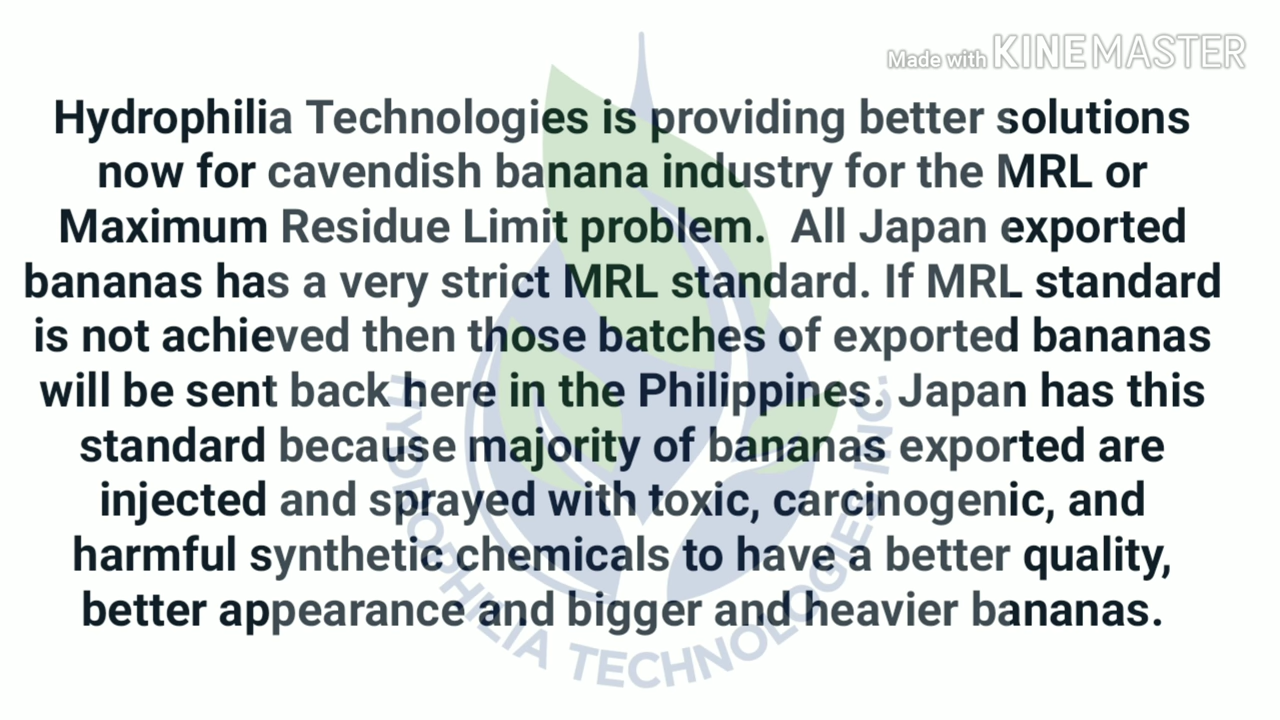 Made with KINEMASTER
Hydrophilia Technologies is providing better solutions
now for cavendish banana industry for the MRL or
Maximum Residue Limit problem.  All Japan exported
bananas has a very strict MRL standard. If MRL standard
is not achieved then those batches of exported bananas
will be sent back here in the Philippines. Japan has this
standard because majority of bananas exported are
injected and sprayed with toxic, carcinogenic, and
harmful synthetic chemicals to have a better quality,
better appearance and bigger and heavier bananas.
HYDROPHILIA TECHNOLOGIES INC.